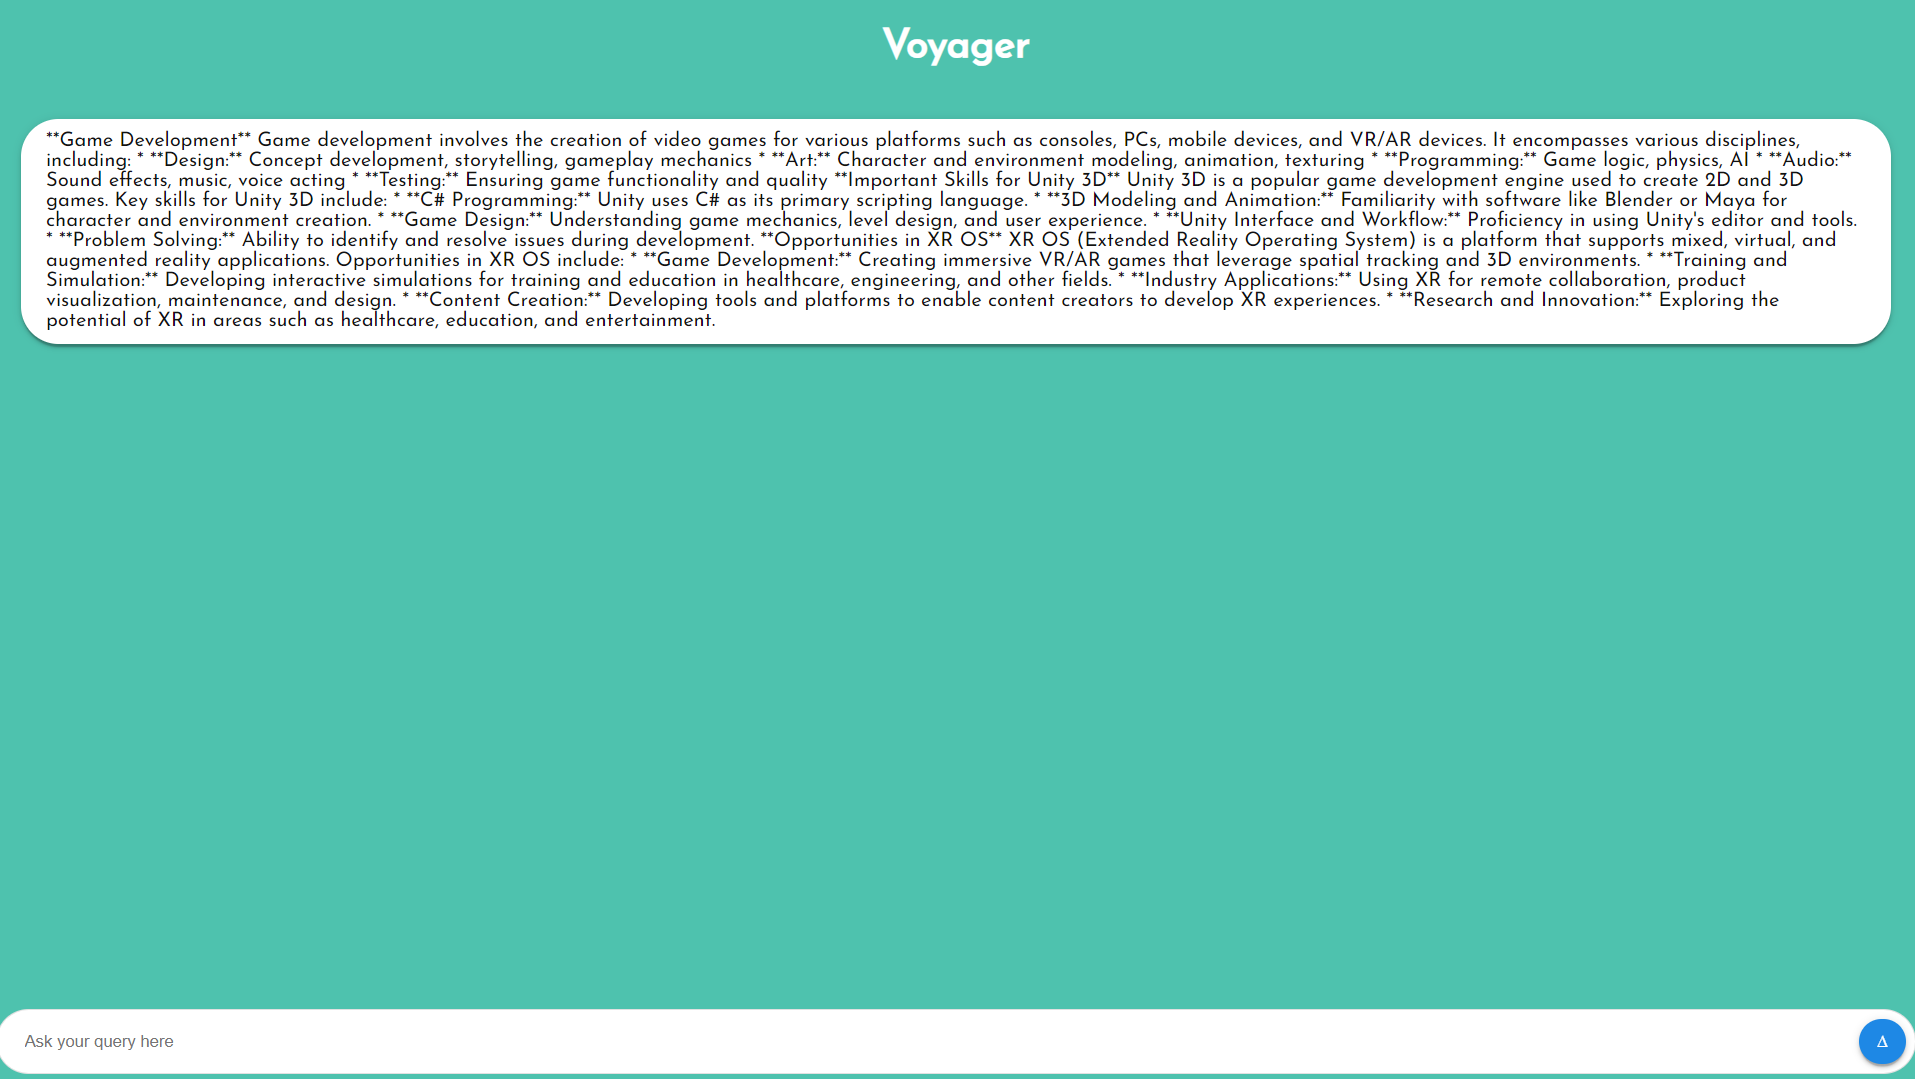 Voyager
**Game Development** Game development involves the creation of video games for various platforms such as consoles, PCs, mobile devices, and VR/AR devices. It encompasses various disciplines,
including: * **Design:** Concept development, storytelling, gameplay mechanics * **Art:** Character and environment modeling, animation, texturing * **Programming:** Game logic, physics, AI * **Audio:**
Sound effects, music, voice acting * **Testing:** Ensuring game functionality and quality **Important Skills for Unity 3D** Unity 3D is a popular game development engine used to create 2D and 3D
games. Key skills for Unity 3D include: * **C# Programming:** Unity uses C# as its primary scripting language. * **3D Modeling and Animation:** Familiarity with software like Blender or Maya for
character and environment creation. * **Game Design:** Understanding game mechanics, level design, and user experience. * **Unity Interface and Workflow:** Proficiency in using Unity's editor and tools.
* **Problem Solving:** Ability to identify and resolve issues during development. **Opportunities in XR OS** XR OS (Extended Reality Operating System) is a platform that supports mixed, virtual, and
augmented reality applications. Opportunities in XR OS include: * **Game Development:** Creating immersive VR/AR games that leverage spatial tracking and 3D environments. * **Training and
Simulation:** Developing interactive simulations for training and education in healthcare, engineering, and other fields. * **Industry Applications:** Using XR for remote collaboration, product
visualization, maintenance, and design. * **Content Creation:** Developing tools and platforms to enable content creators to develop XR experiences. * **Research and Innovation:** Exploring the
potential of XR in areas such as healthcare, education, and entertainment.
Ask your query here
Δ